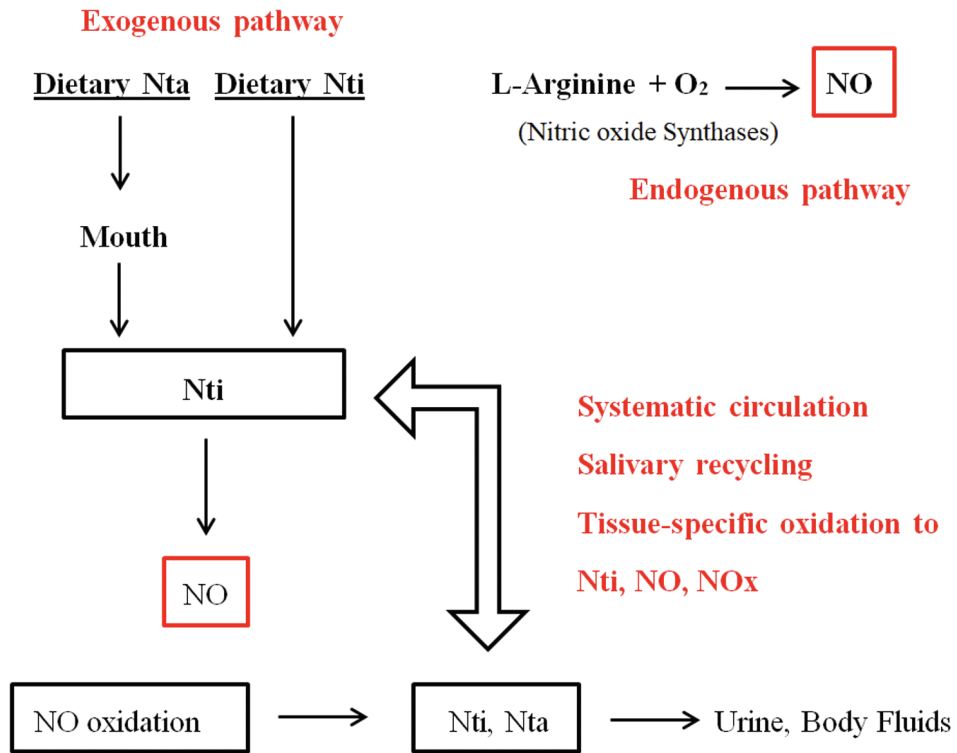 Exogenous pathway
Dietary Nta
Dietary Nti
L-Arginine + O₂
NO
(Nitric oxide Synthases)
Endogenous pathway
Mouth
Nti
Systematic circulation
Salivary recycling
Tissue-specific oxidation to
Nti, NO, NOx
NO
NO oxidation
Nti, Nta
Urine, Body Fluids